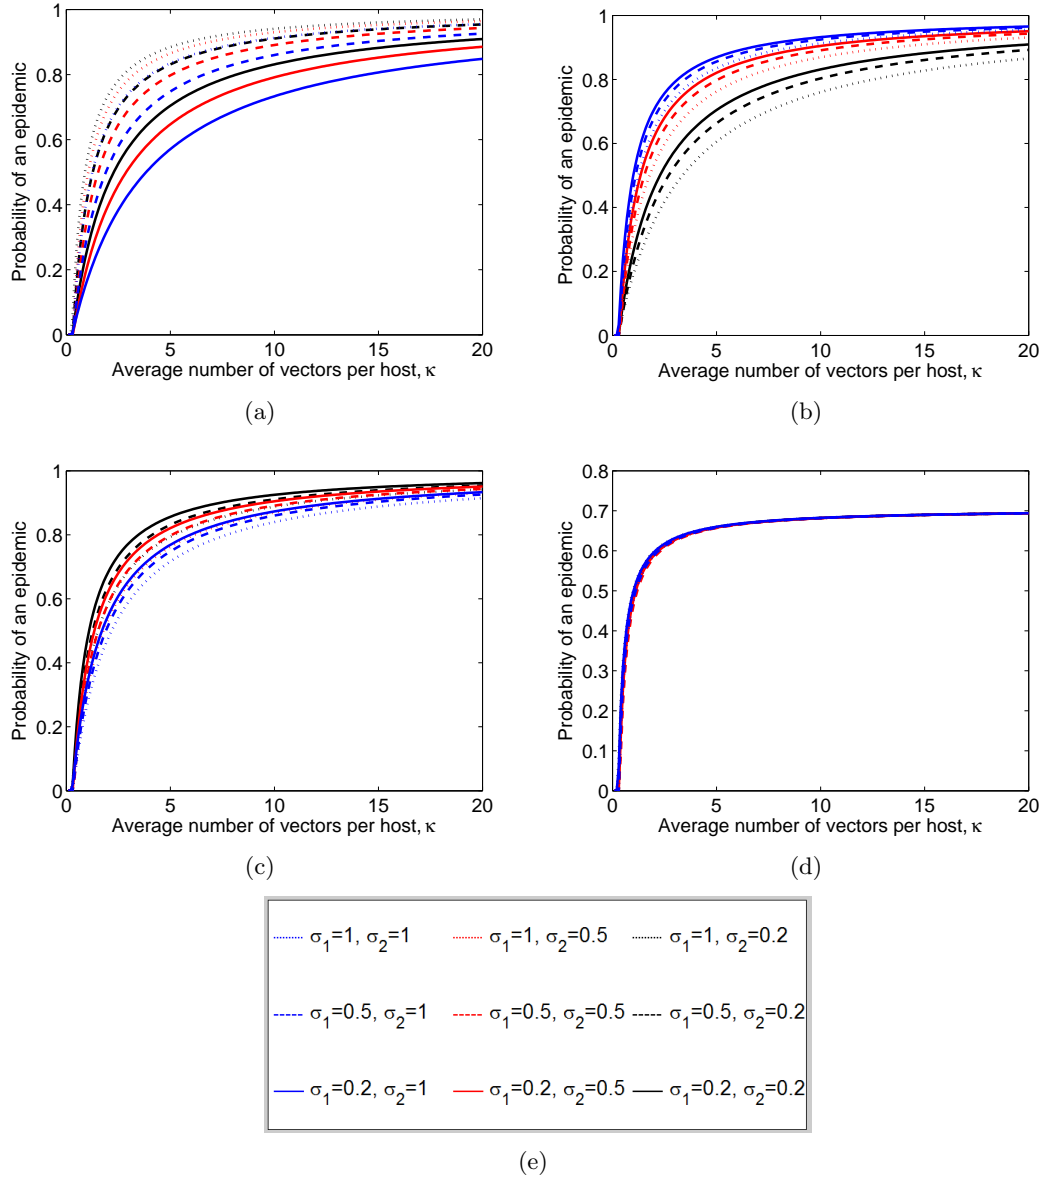 1
0.8
0.6
0.4
0.2
0
0 5 10 15 20
Probability of an epidemic
Average number of vectors per host, κ
(a)
1
0.8
0.6
0.4
0.2
0
0 5 10 15 20
Probability of an epidemic
Average number of vectors per host, κ
(b)
1
0.8
0.6
0.4
0.2
0
0 5 10 15 20
Probability of an epidemic
Average number of vectors per host, κ
(c)
0.8
0.7
0.6
0.5
0.4
0.3
0.2
0.1
0
0 5 10 15 20
Probability of an epidemic
Average number of vectors per host, κ
(d)
σ1=1, σ2=1 σ1=1, σ2=0.5 σ1=1, σ2=0.2
σ1=0.5, σ2=1 σ1=0.5, σ2=0.5 σ1=0.5, σ2=0.2
σ1=0.2, σ2=1 σ1=0.2, σ2=0.5 σ1=0.2, σ2=0.2
(e)